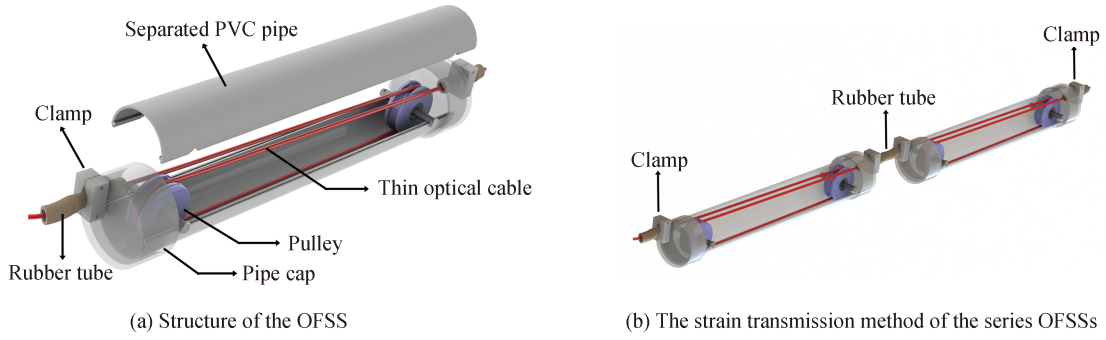 Separated PVC pipe
Clamp
Thin optical cable
Pulley
Rubber tube
Pipe cap
(a) Structure of the OFSS
Clamp
Rubber tube
Clamp
(b) The strain transmission method of the series OFSSs